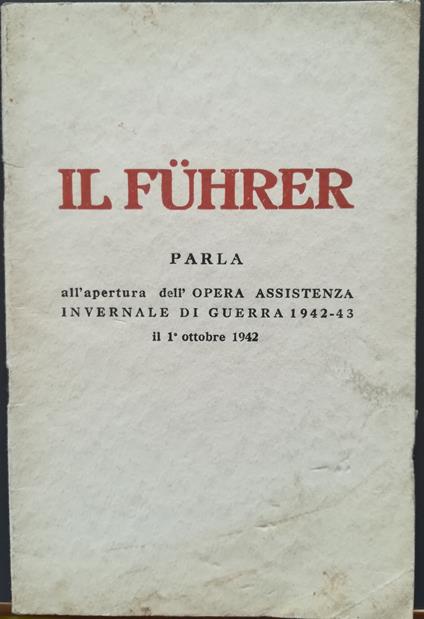 IL FÜHRER
PARLA
all'apertura dell' OPERA ASSISTENZA
INVERNALE DI GUERRA 1942-43
il 1° ottobre 1942